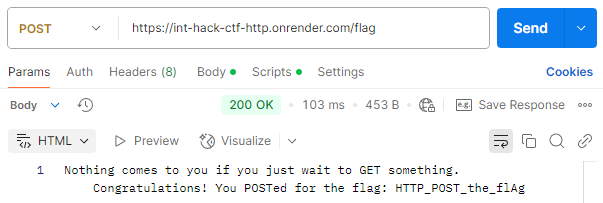 POST https://int-hack-ctf-http.onrender.com/flag Send
Params Auth Headers (8) Body Scripts Settings Cookies
Body 200 OK 103 ms 453 B e.g. Save Response
HTML Preview Visualize
1 Nothing comes to you if you just wait to GET something.
Congratulations! You POSTed for the flag: HTTP_POST_the_flAg